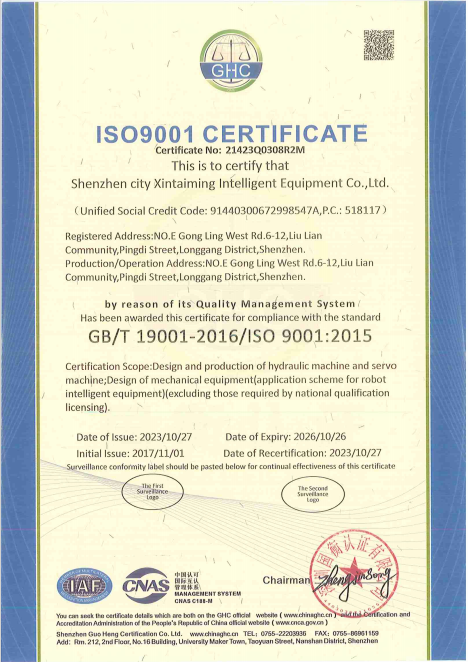 GHC
ISO9001 CERTIFICATE
Certificate No: 21423Q0308R2M
This is to certify that
Shenzhen city Xintaiming Intelligent Equipment Co.,Ltd.
(Unified Social Credit Code: 91440300672998547A,P.C.: 518117)
Registered Address:NO.E Gong Ling West Rd.6-12,Liu Lian
Community,Pingdi Street,Longgang District,Shenzhen.
Production/Operation Address:NO.E Gong Ling West Rd.6-12,Liu Lian
Community,Pingdi Street,Longgang District,Shenzhen.
by reason of its Quality Management System
Has been awarded this certificate for compliance with the standard
GB/T 19001-2016/ISO 9001:2015
Certification Scope:Design and production of hydraulic machine and servo
machine;Design of mechanical equipment(application scheme for robot
intelligent equipment)(excluding those required by national qualification
licensing).
Date of Issue: 2023/10/27 Date of Expiry: 2026/10/26
Initial Issue: 2017/11/01 Date of Recertification: 2023/10/27
Surveillance conformity label should be pasted below for continual effectiveness of this certificate
The First
Surveillance
Logo
The Second
Surveillance
Logo
IAF
CNAS
中国认可
国际互认
管理体系
MANAGEMENT SYSTEM
CNAS C188-M
Chairman
国衡认证有限
You can seek the certificate details which are both on the GHC official website ( www.chinaghc.cn ) and the Certification and
Accreditation Administration of the People's Republic of China official website ( www.cnca.gov.cn )
Shenzhen Guo Heng Certification Co. Ltd. www.chinaghc.cn TEL: 0755-22203936 FAX: 0755-86961159
Add: Rm. 212, 2nd Floor, No.16 Building, University Maker Town, Taoyuan Street, Nanshan District, Shenzhen